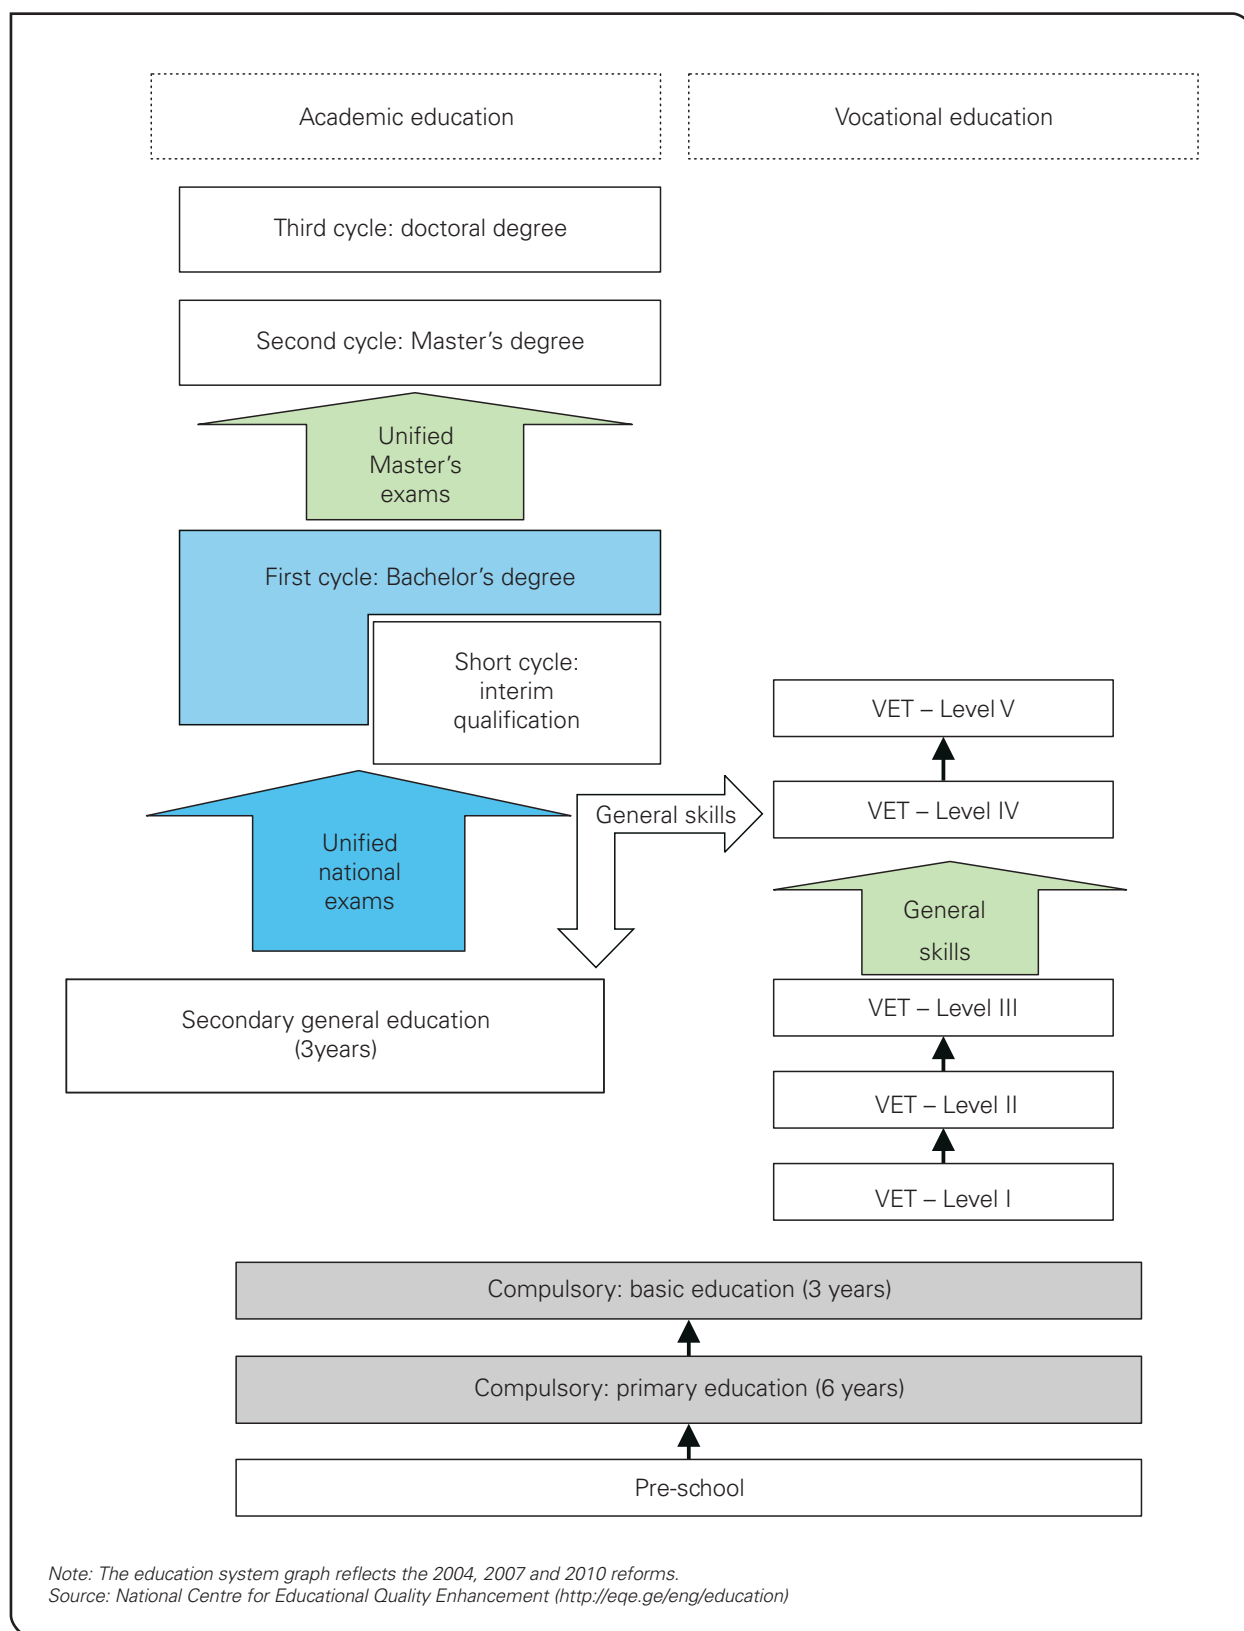 Academic education
Vocational education
Third cycle: doctoral degree
Second cycle: Master’s degree
Unified
Master’s
exams
First cycle: Bachelor’s degree
Short cycle:
interim
qualification
VET – Level V
General skills
VET – Level IV
Unified
national
exams
General
skills
Secondary general education
(3years)
VET – Level III
VET – Level II
VET – Level I
Compulsory: basic education (3 years)
Compulsory: primary education (6 years)
Pre-school
Note: The education system graph reflects the 2004, 2007 and 2010 reforms.
Source: National Centre for Educational Quality Enhancement (http://eqe.ge/eng/education)